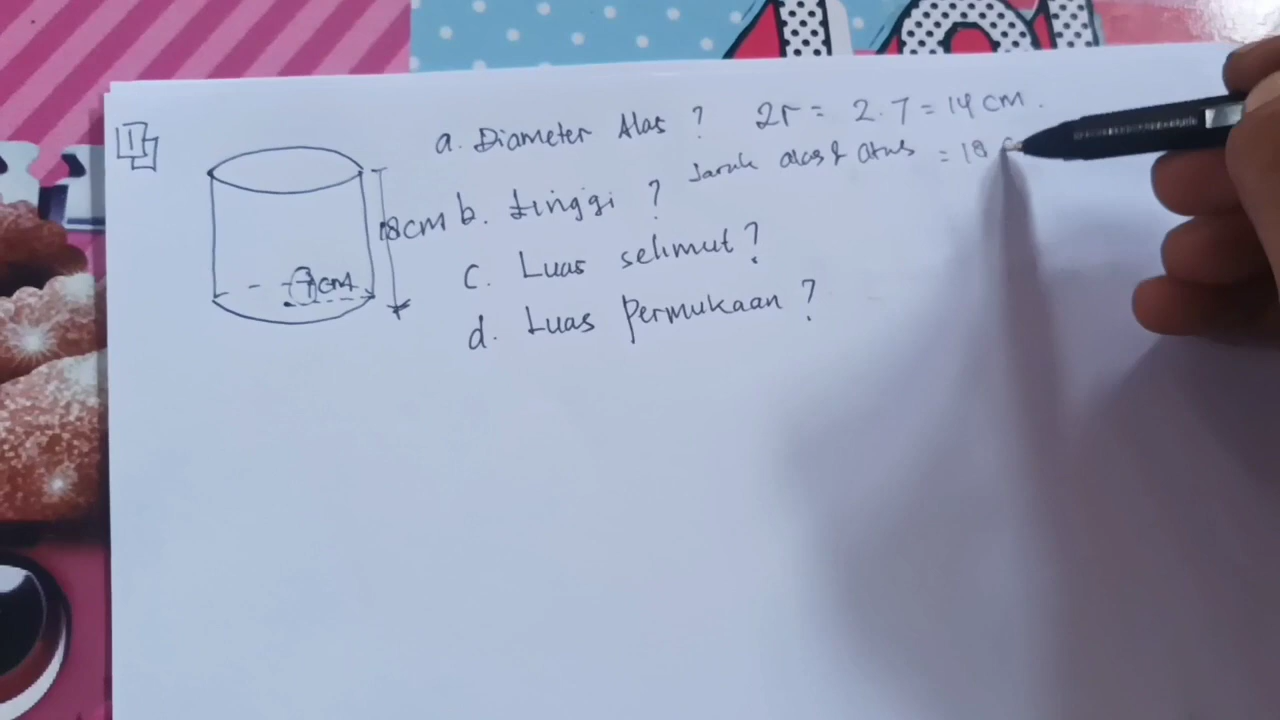 1
a. Diameter Alas ? 2r = 2.7 = 14 cm.
Jarak alas & atas = 18
18cm b. tinggi ?
7cm
c. Luas selimut ?
d. Luas permukaan ?